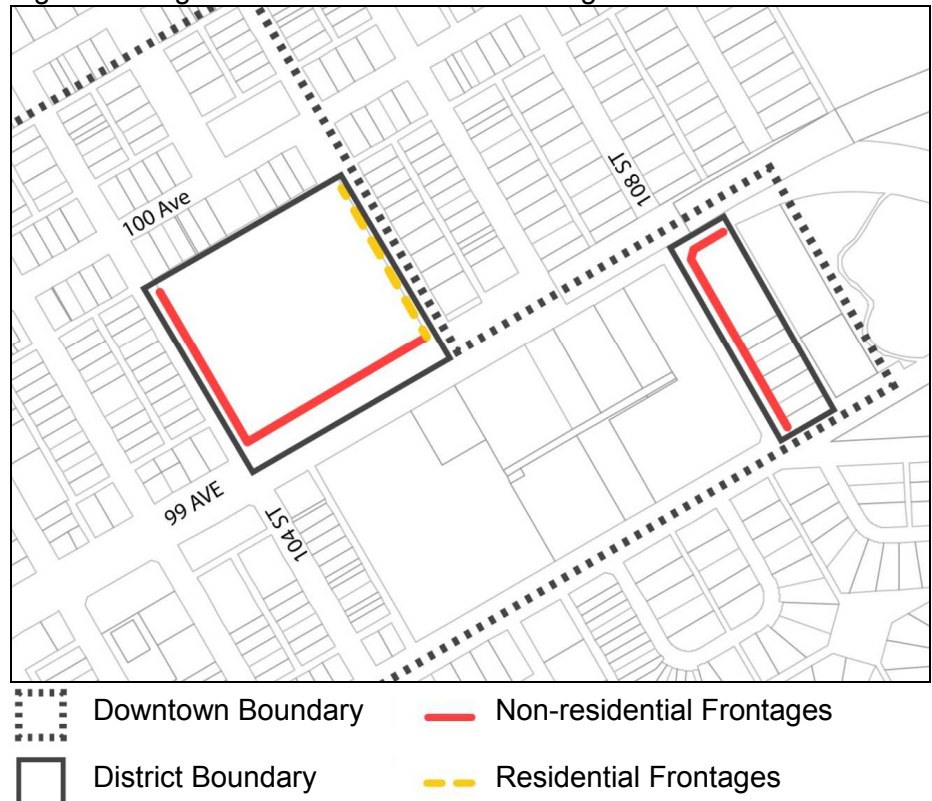 100 Ave
108 ST
99 AVE
104 ST
Downtown Boundary
Non-residential Frontages
District Boundary
Residential Frontages